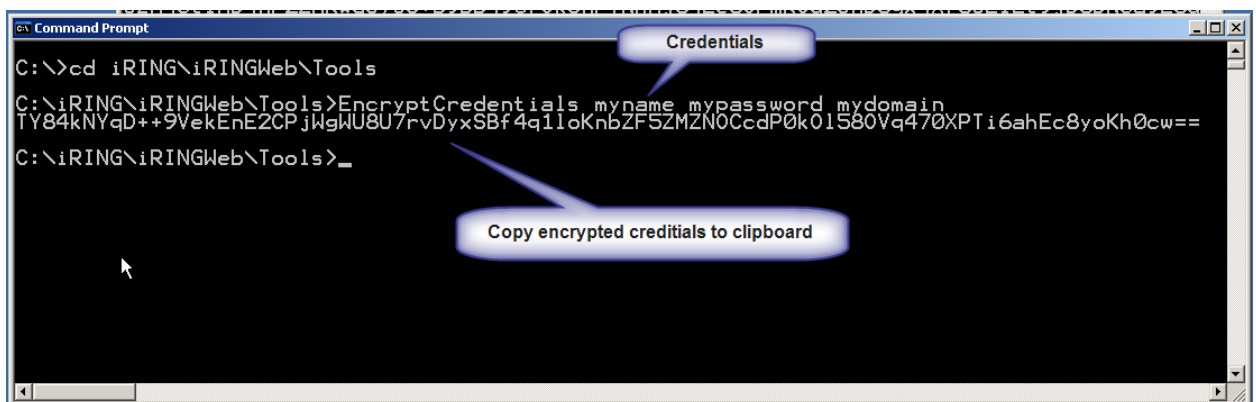 Command Prompt
Credentials
C:\>cd iRING\iRINGWeb\Tools
C:\iRING\iRINGWeb\Tools>EncryptCredentials myname mypassword mydomain
TY84kNYqD++9VekEnE2CPjWgWU8U7rvDyxSBf4q1loKnbZF5ZMZN0CcdP0kOl580Vq470XPTi6ahEc8yoKh0cw==
C:\iRING\iRINGWeb\Tools>_
Copy encrypted creditials to clipboard